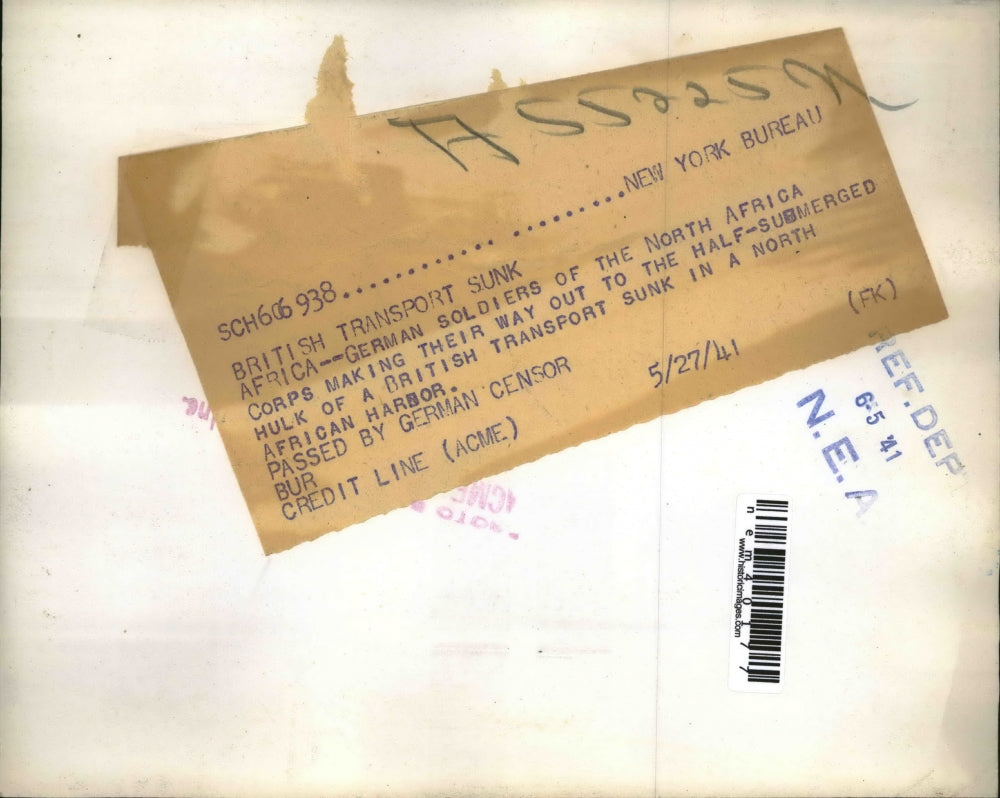 SCH606938.................. ..........NEW YORK BUREAU
BRITISH TRANSPORT SUNK
AFRICA--GERMAN SOLDIERS OF THE NORTH AFRICA
CORPS MAKING THEIR WAY OUT TO THE HALF-SUBMERGED
HULK OF A BRITISH TRANSPORT SUNK IN A NORTH
AFRICAN HARBOR.
PASSED BY GERMAN CENSOR
BUR 5/27/41 (FK)
CREDIT LINE (ACME)
REF. DEP
6-5 '41
N.E.A
nem40177
www.historicimages.com